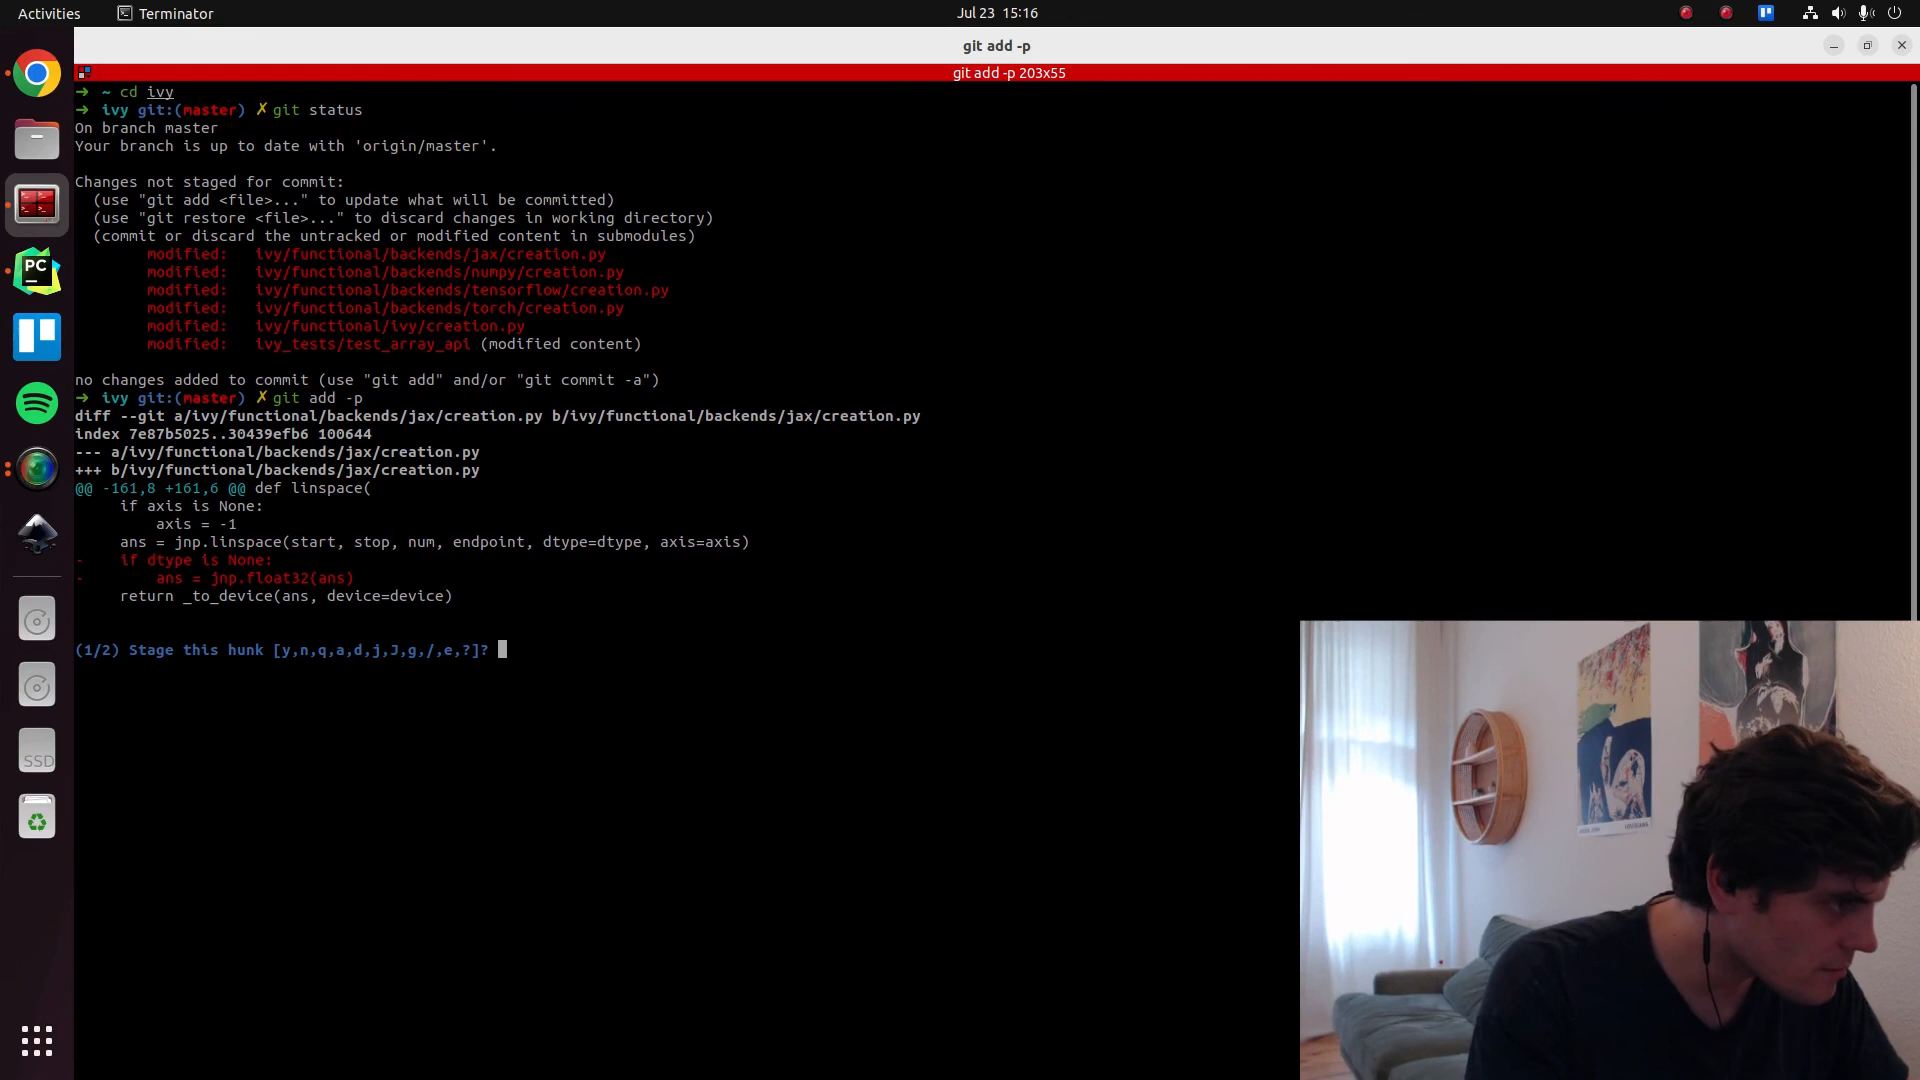 Activities
Terminator
Jul 23 15:16
git add -p
git add -p 203x55
➜ ~ cd ivy
➜ ivy git:(master) ✗ git status
On branch master
Your branch is up to date with 'origin/master'.
Changes not staged for commit:
(use "git add <file>..." to update what will be committed)
(use "git restore <file>..." to discard changes in working directory)
(commit or discard the untracked or modified content in submodules)
modified: ivy/functional/backends/jax/creation.py
modified: ivy/functional/backends/numpy/creation.py
modified: ivy/functional/backends/tensorflow/creation.py
modified: ivy/functional/backends/torch/creation.py
modified: ivy/functional/ivy/creation.py
modified: ivy_tests/test_array_api (modified content)
no changes added to commit (use "git add" and/or "git commit -a")
➜ ivy git:(master) ✗ git add -p
diff --git a/ivy/functional/backends/jax/creation.py b/ivy/functional/backends/jax/creation.py
index 7e87b5025..30439efb6 100644
--- a/ivy/functional/backends/jax/creation.py
+++ b/ivy/functional/backends/jax/creation.py
@@ -161,8 +161,6 @@ def linspace(
if axis is None:
axis = -1
ans = jnp.linspace(start, stop, num, endpoint, dtype=dtype, axis=axis)
- if dtype is None:
- ans = jnp.float32(ans)
return _to_device(ans, device=device)
(1/2) Stage this hunk [y,n,q,a,d,j,J,g,/,e,?]?
PC
SSD